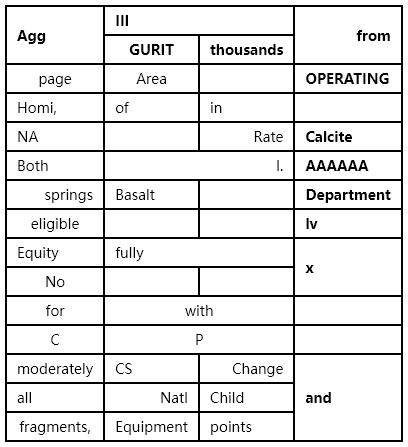 Agg III from
GURIT thousands
page Area OPERATING
Homi, of in
NA Rate Calcite
Both I. AAAAAA
springs Basalt Department
eligible Iv
Equity fully x
No
for with
C P
moderately CS Change and
all Natl Child
fragments, Equipment points